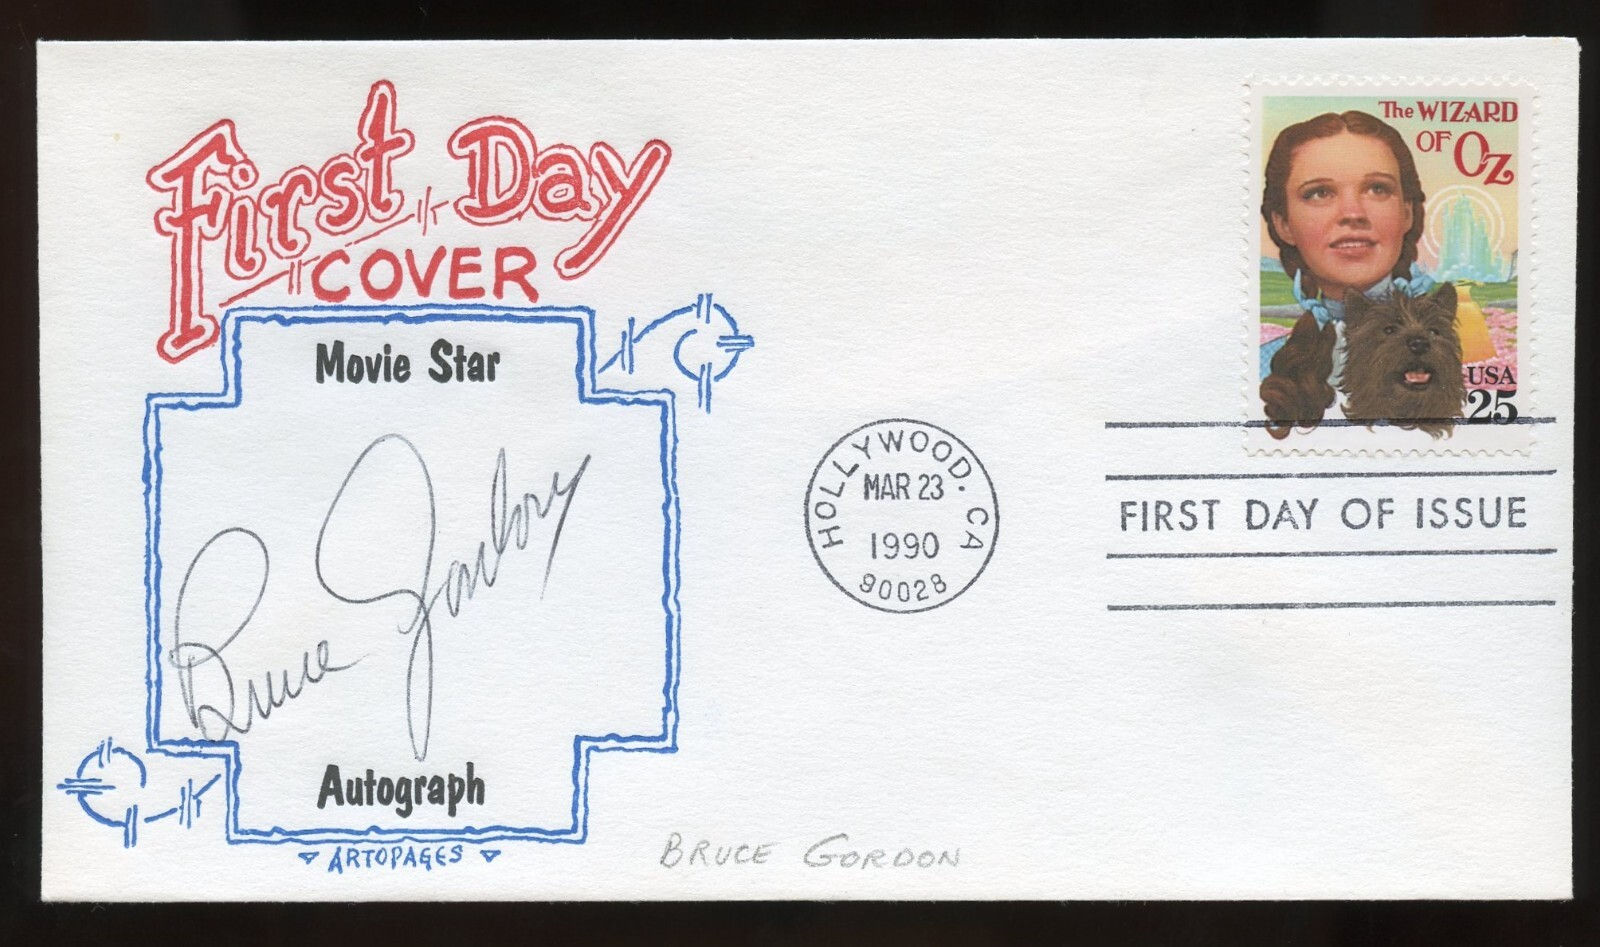 First Day
COVER
Movie Star
Bruce Gordon
Autograph
ARTOPAGES
BRUCE GORDON
The WIZARD
OF OZ
USA
25
HOLLYWOOD, CA
MAR 23
1990
90028
FIRST DAY OF ISSUE